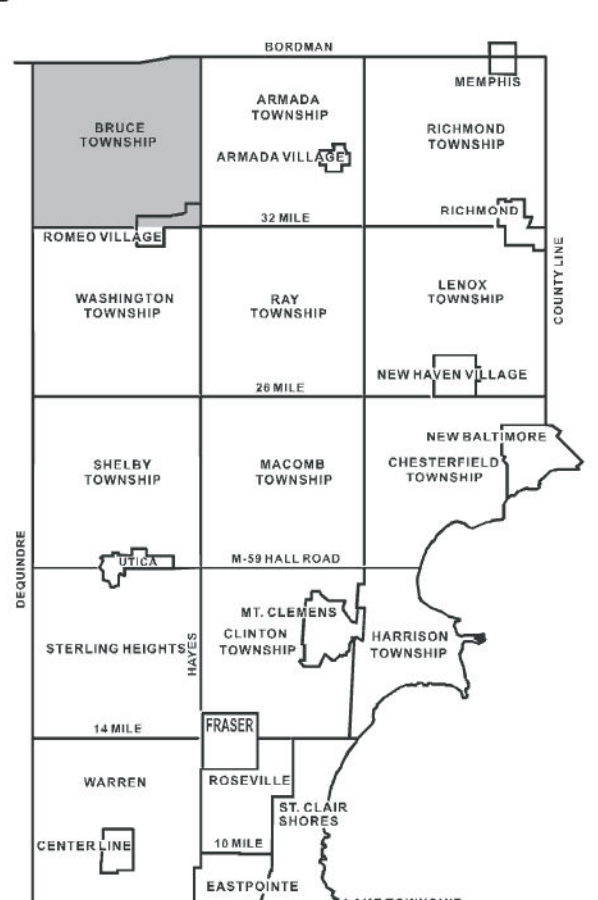 BORDMAN
MEMPHIS
ARMADA
TOWNSHIP
BRUCE
TOWNSHIP
RICHMOND
TOWNSHIP
ARMADA VILLAGE
RICHMOND
32 MILE
ROMEO VILLAGE
COUNTY LINE
WASHINGTON
TOWNSHIP
RAY
TOWNSHIP
LENOX
TOWNSHIP
NEW HAVEN VILLAGE
26 MILE
NEW BALTIMORE
SHELBY
TOWNSHIP
MACOMB
TOWNSHIP
CHESTERFIELD
TOWNSHIP
DEQUINDRE
UTICA
M-59 HALL ROAD
MT. CLEMENS
CLINTON
TOWNSHIP
HARRISON
TOWNSHIP
STERLING HEIGHTS
HAYES
14 MILE
FRASER
WARREN
ROSEVILLE
ST. CLAIR
SHORES
CENTER LINE
10 MILE
EASTPOINTE